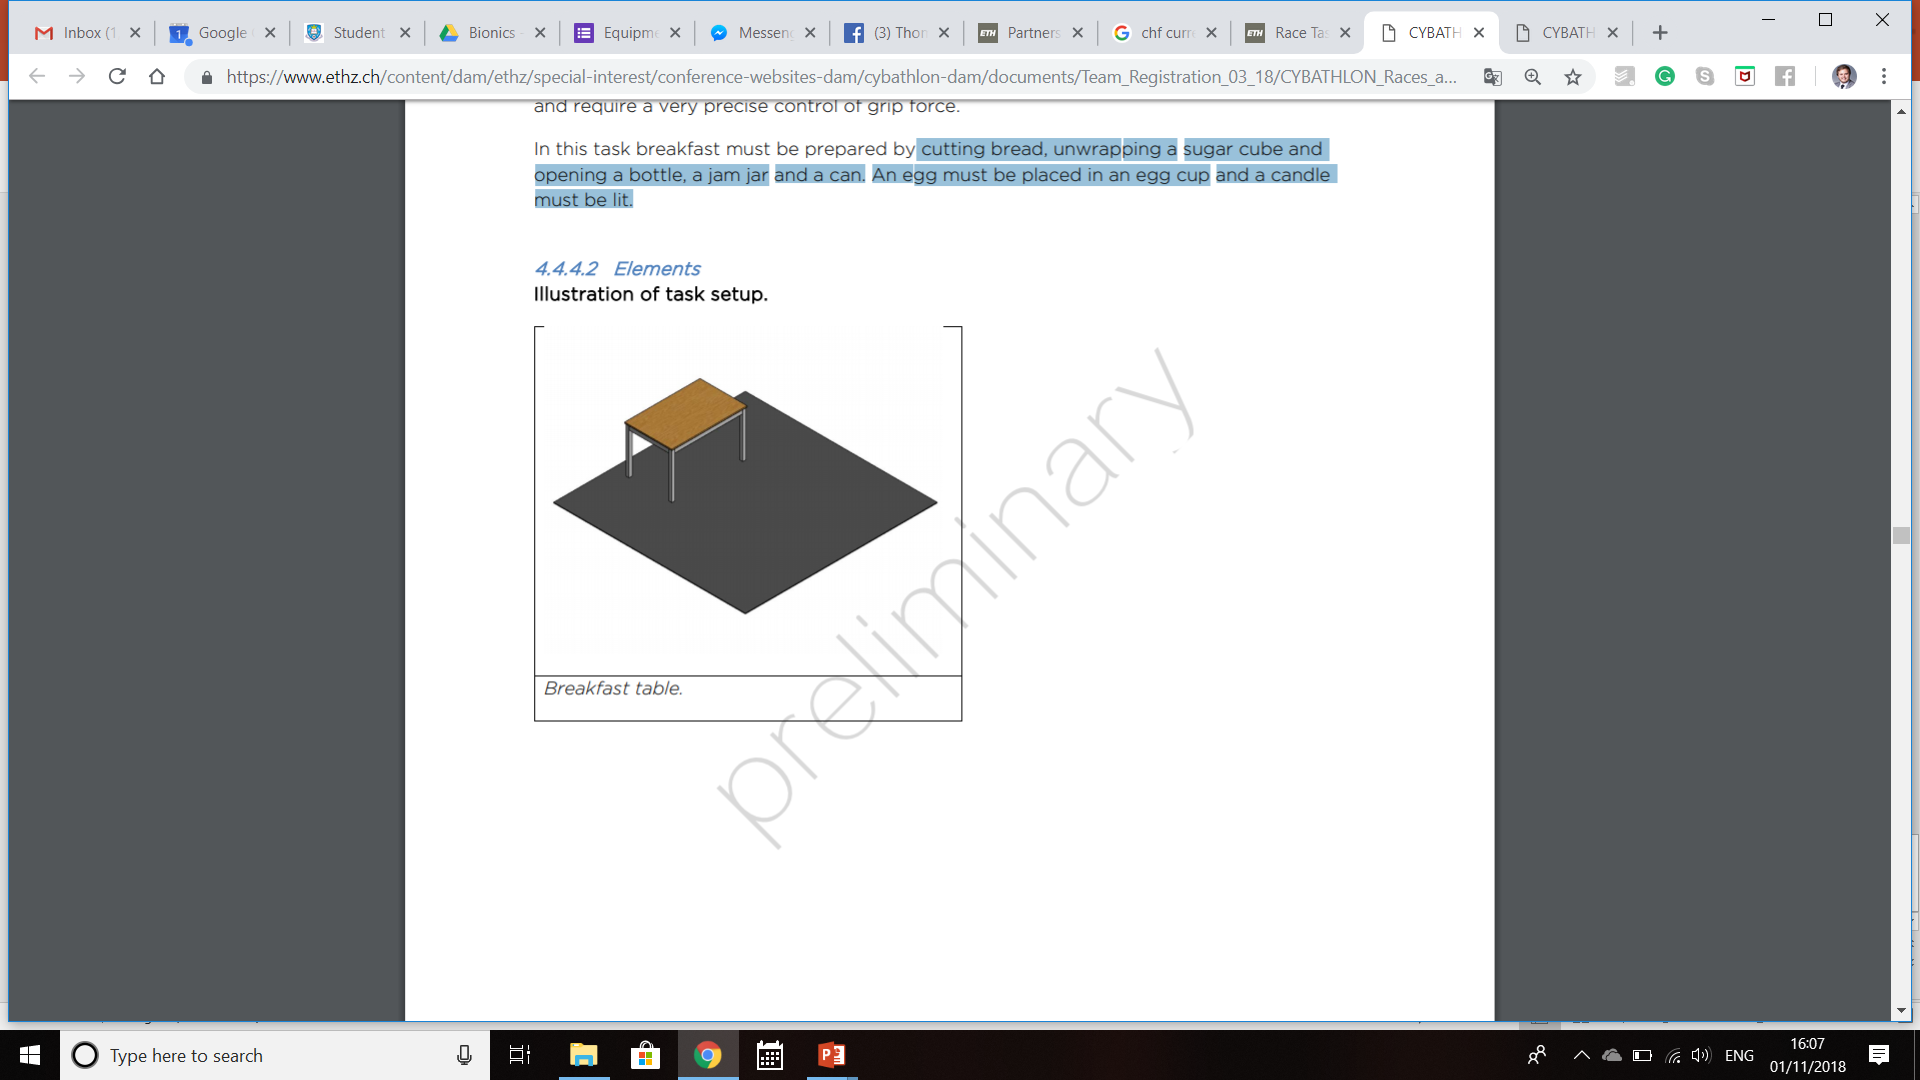 Inbox (1
Google
Student
Bionics -
Equipme
Messeng
(3) Thor
Partners
chf curr
Race Tas
CYBATH
CYBATH
https://www.ethz.ch/content/dam/ethz/special-interest/conference-websites-dam/cybathlon-dam/documents/Team_Registration_03_18/CYBATHLON_Races_a...
and require a very precise control of grip force.
In this task breakfast must be prepared by cutting bread, unwrapping a sugar cube and
opening a bottle, a jam jar and a can. An egg must be placed in an egg cup and a candle
must be lit.
4.4.4.2 Elements
Illustration of task setup.
Breakfast table.
preliminary
Type here to search
ENG
16:07
01/11/2018